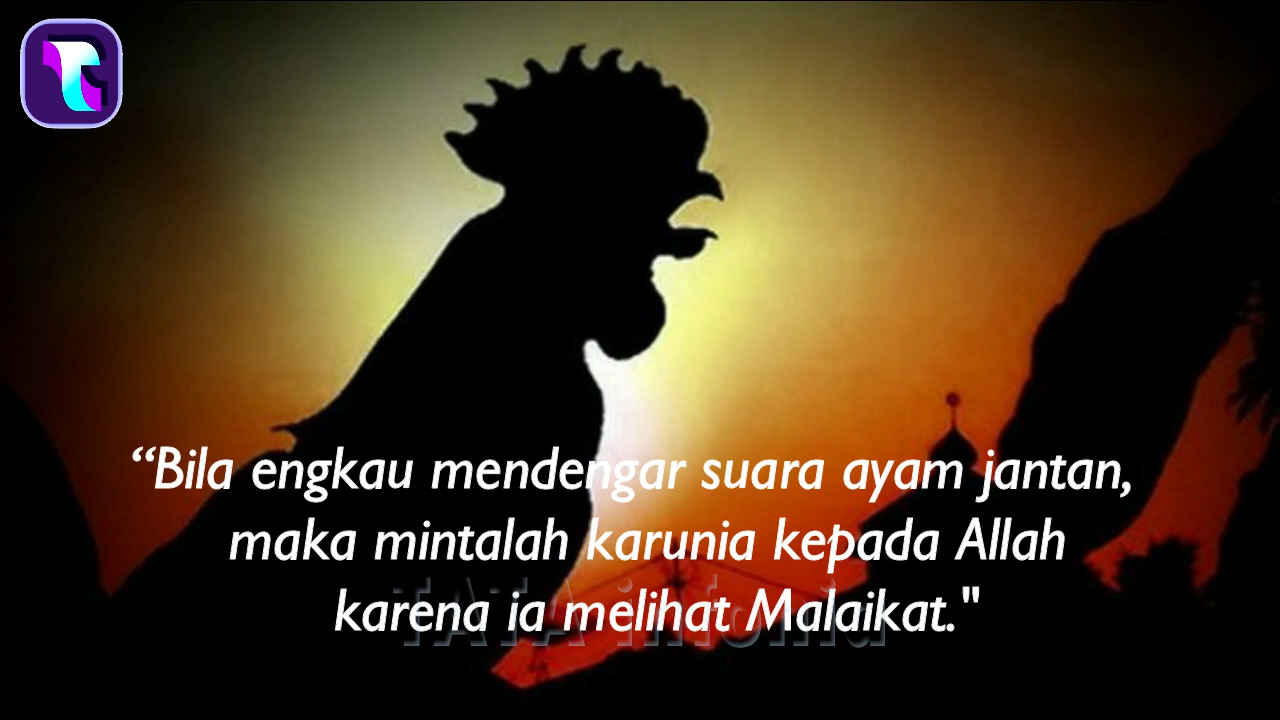 “Bila engkau mendengar suara ayam jantan,
maka mintalah karunia kepada Allah
karena ia melihat Malaikat."